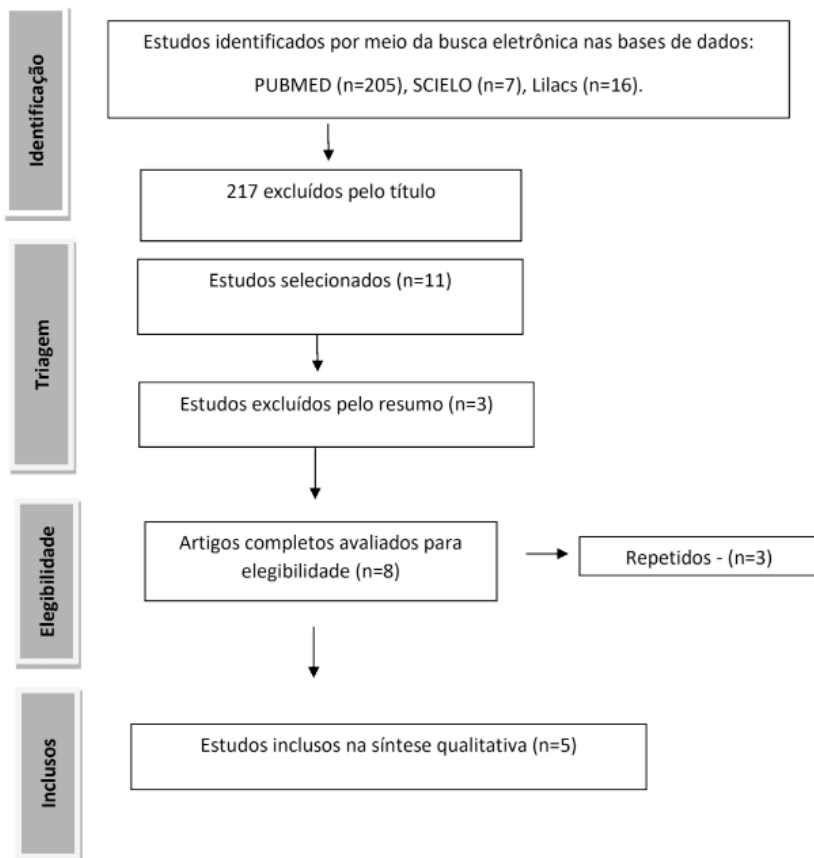 Identificação
Estudos identificados por meio da busca eletrônica nas bases de dados:
PUBMED (n=205), SCIELO (n=7), Lilacs (n=16).
217 excluídos pelo título
Triagem
Estudos selecionados (n=11)
Estudos excluídos pelo resumo (n=3)
Elegibilidade
Artigos completos avaliados para
elegibilidade (n=8)
Repetidos - (n=3)
Inclusos
Estudos inclusos na síntese qualitativa (n=5)